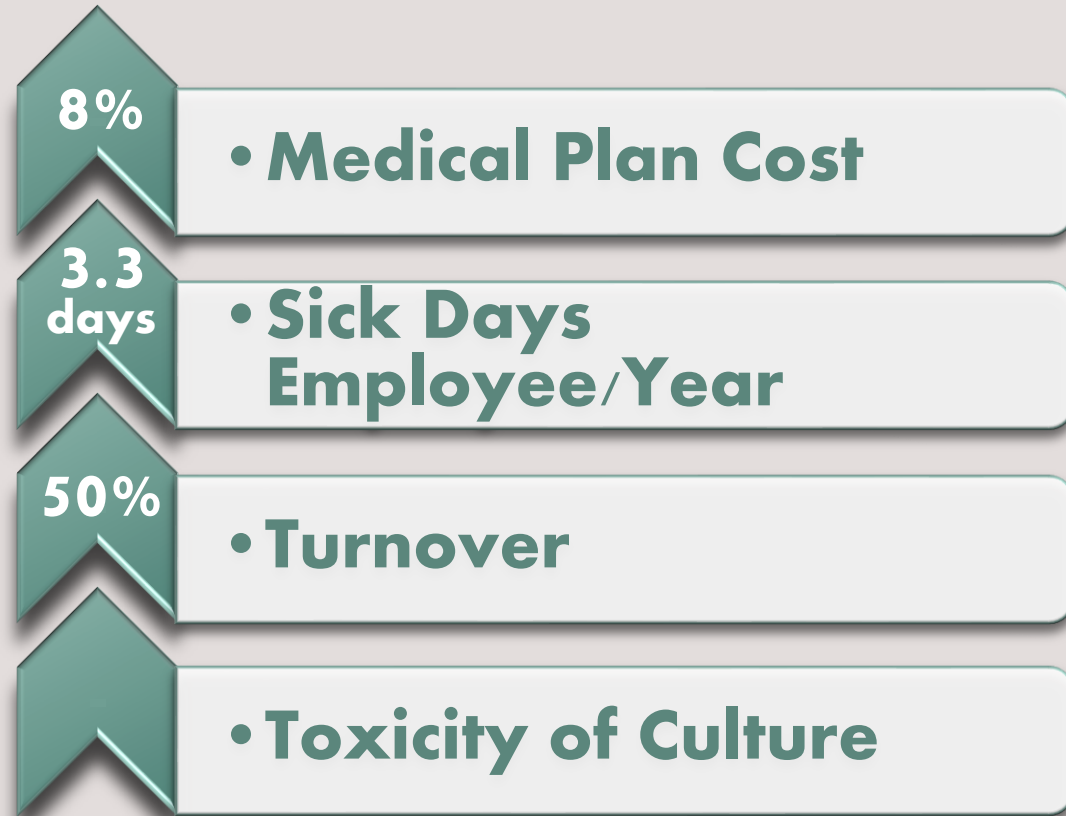 8%
• Medical Plan Cost
3.3
days
• Sick Days
Employee/Year
50%
• Turnover
• Toxicity of Culture